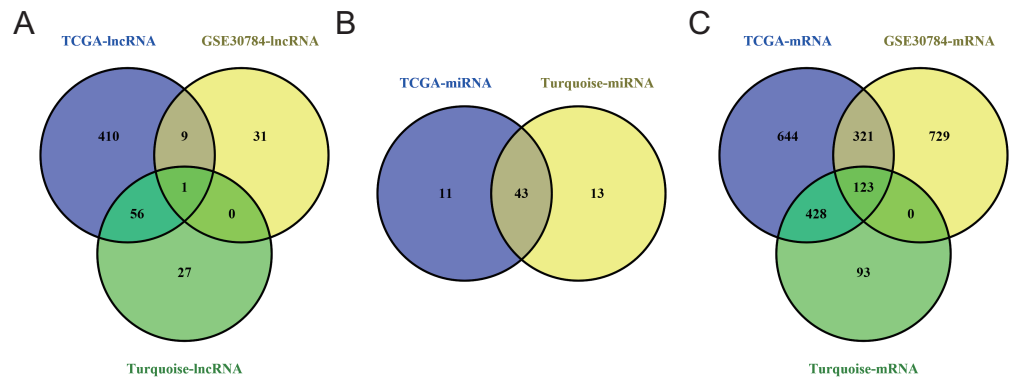 A
TCGA-lncRNA
GSE30784-lncRNA
410
9
31
1
56
0
27
Turquoise-lncRNA
B
TCGA-miRNA
Turquoise-miRNA
11
43
13
C
TCGA-mRNA
GSE30784-mRNA
644
321
729
123
428
0
93
Turquoise-mRNA